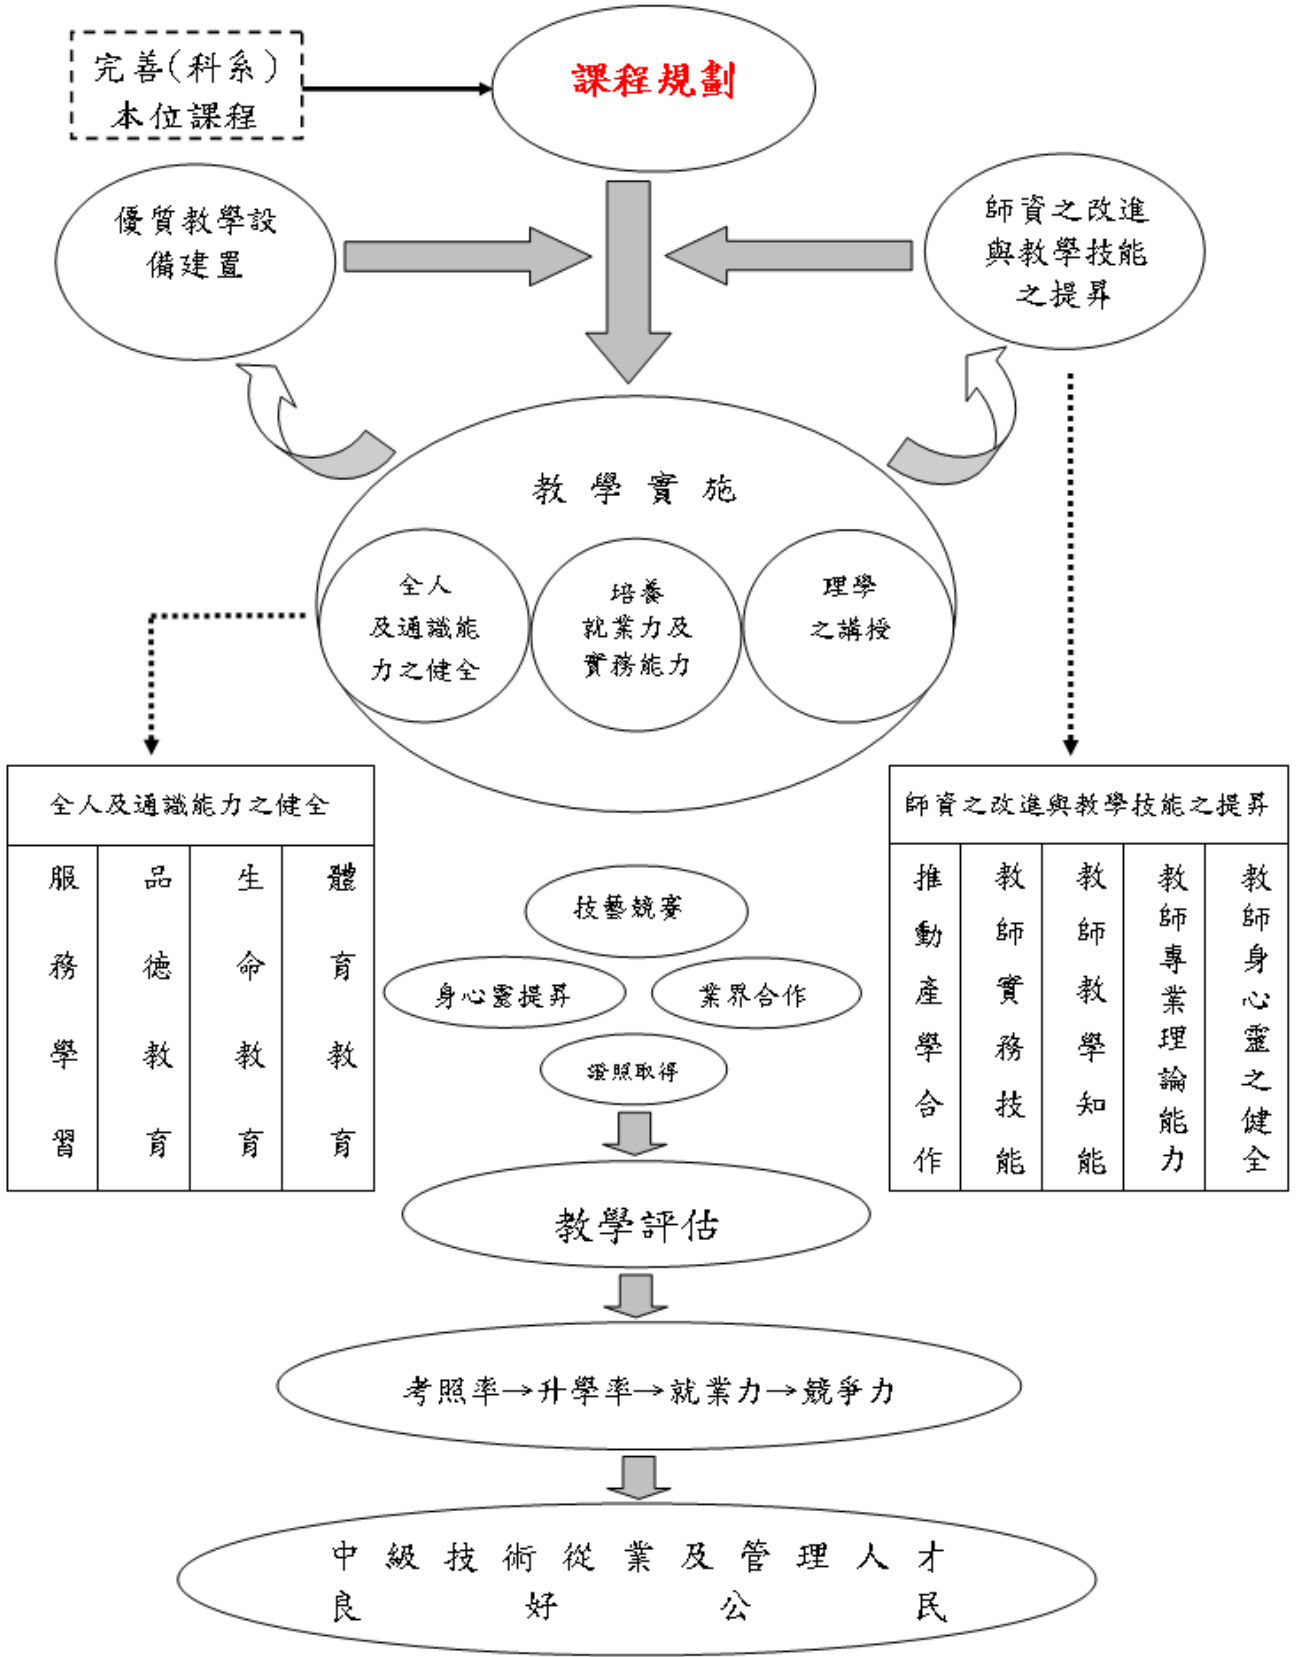 完善(科系)
本位課程
課程規劃
優質教學設
備建置
師資之改進
與教學技能
之提昇
教學實施
全人
及通識能
力之健全
培養
就業力及
實務能力
理學
之講授
全人及通識能力之健全
服務學習
品德教育
生命教育
體育教育
師資之改進與教學技能之提昇
推動產學合作
教師實務技能
教師教學知能
教師專業理論能力
教師身心靈之健全
技藝競賽
身心靈提昇
業界合作
證照取得
教學評估
考照率→升學率→就業力→競爭力
中級技術從業及管理人才
良好公民